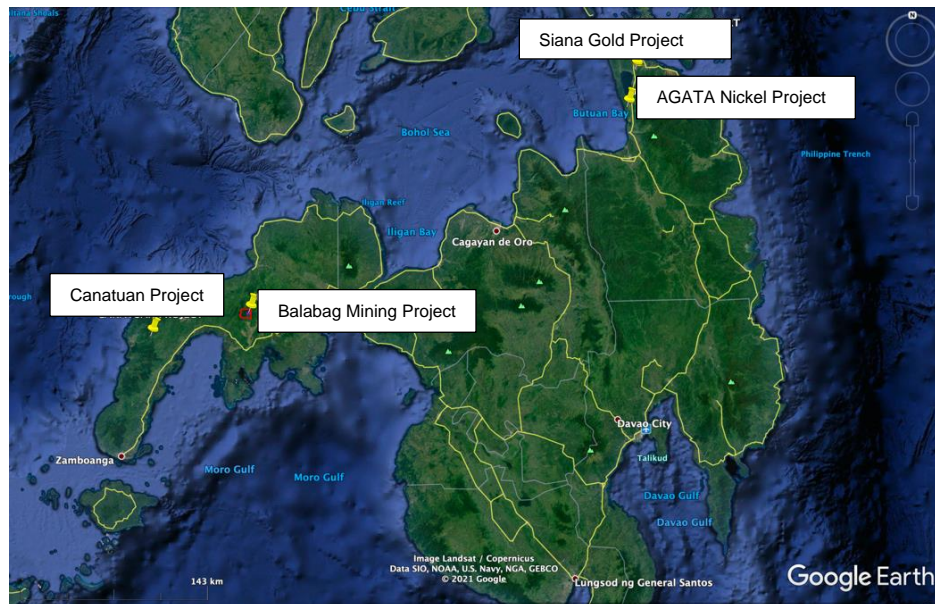 Cebu Strait
Siana Gold Project
N
AGATA Nickel Project
Butuan Bay
Bohol Sea
Philippine Trench
Iligan Reef
Iligan Bay
Cagayan de Oro
Canatuan Project
Balabag Mining Project
Davao City
Talikud
Zamboanga
Moro Gulf
Moro Gulf
Davao Gulf
Davao Gulf
Image Landsat / Copernicus
Data SIO, NOAA, U.S. Navy, NGA, GEBCO
© 2021 Google
143 km
Lungsod ng General Santos
Google Earth